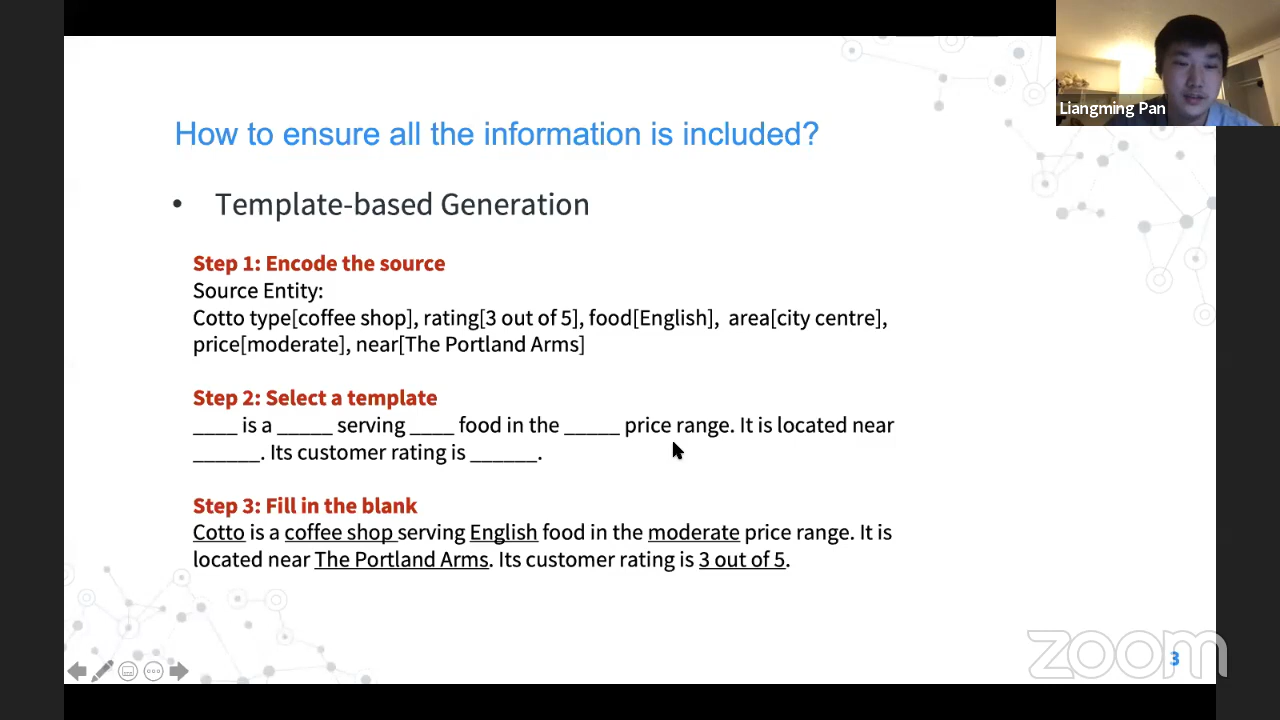 Liangming Pan
How to ensure all the information is included?
• Template-based Generation
Step 1: Encode the source
Source Entity:
Cotto type[coffee shop], rating[3 out of 5], food[English], area[city centre],
price[moderate], near[The Portland Arms]
Step 2: Select a template
____ is a _____ serving ____ food in the _____ price range. It is located near
______. Its customer rating is ______.
Step 3: Fill in the blank
Cotto is a coffee shop serving English food in the moderate price range. It is
located near The Portland Arms. Its customer rating is 3 out of 5.
zoom
3